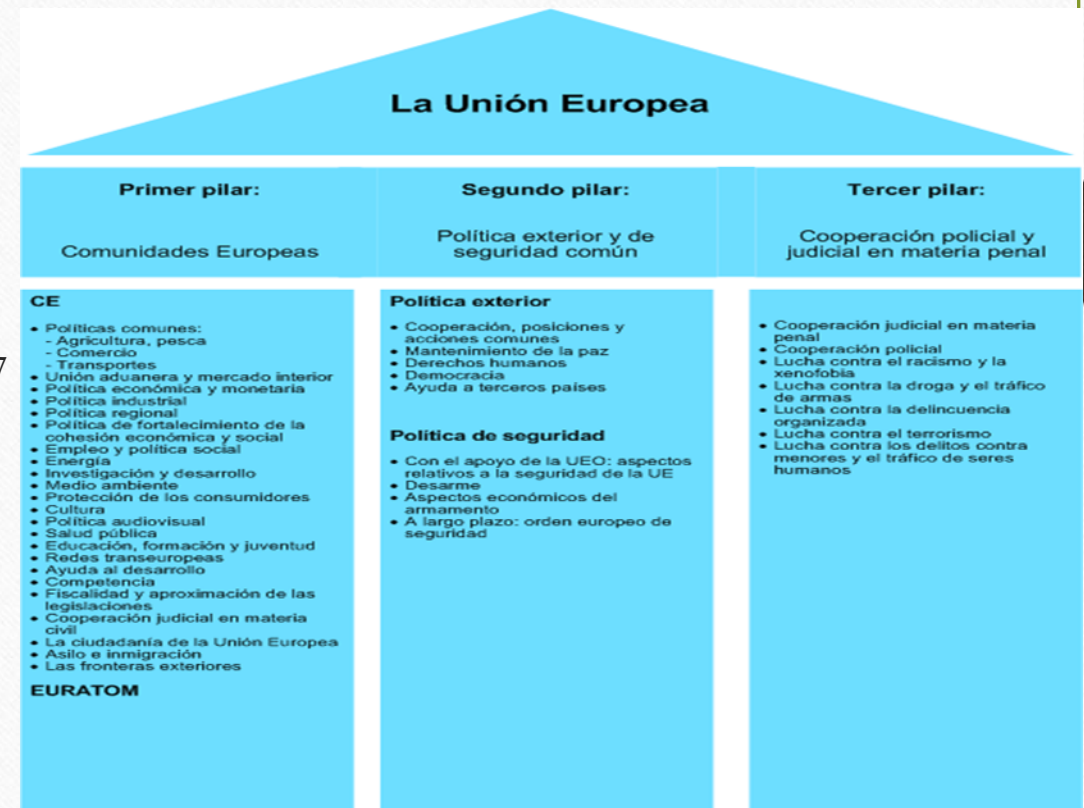 La Unión Europea
Primer pilar:
Comunidades Europeas
Segundo pilar:
Política exterior y de
seguridad común
Tercer pilar:
Cooperación policial y
judicial en materia penal
CE
• Políticas comunes:
- Agricultura, pesca
- Comercio
- Transportes
• Unión aduanera y mercado interior
• Política económica y monetaria
• Política industrial
• Política regional
• Política de fortalecimiento de la
cohesión económica y social
• Empleo y política social
• Energía
• Investigación y desarrollo
• Medio ambiente
• Protección de los consumidores
• Cultura
• Política audiovisual
• Salud pública
• Educación, formación y juventud
• Redes transeuropeas
• Ayuda al desarrollo
• Competencia
• Fiscalidad y aproximación de las
legislaciones
• Cooperación judicial en materia
civil
• La ciudadanía de la Unión Europea
• Asilo e inmigración
• Las fronteras exteriores
EURATOM
Política exterior
• Cooperación, posiciones y
acciones comunes
• Mantenimiento de la paz
• Derechos humanos
• Democracia
• Ayuda a terceros países
Política de seguridad
• Con el apoyo de la UEO: aspectos
relativos a la seguridad de la UE
• Desarme
• Aspectos económicos del
armamento
• A largo plazo: orden europeo de
seguridad
• Cooperación judicial en materia
penal
• Cooperación policial
• Lucha contra el racismo y la
xenofobia
• Lucha contra la droga y el tráfico
de armas
• Lucha contra la delincuencia
organizada
• Lucha contra el terrorismo
• Lucha contra los delitos contra
menores y el tráfico de seres
humanos
7